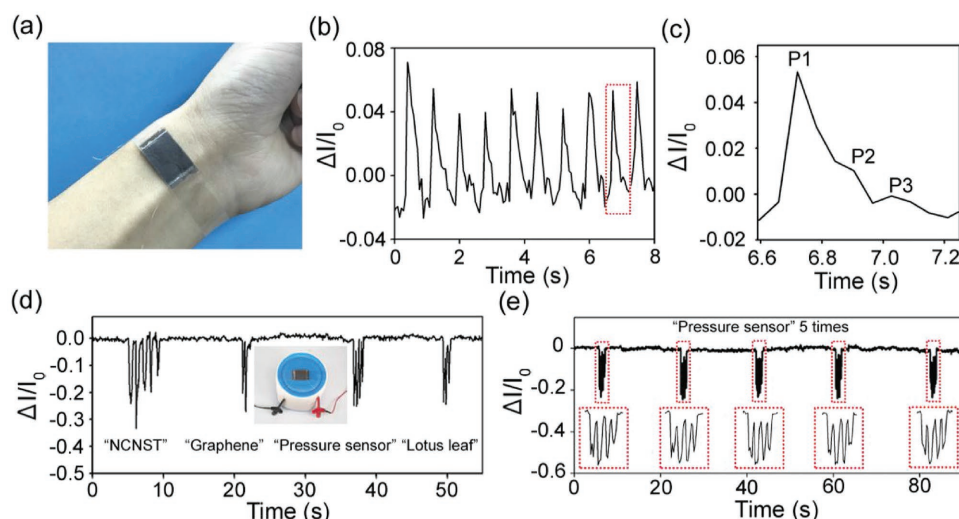 (a)
(b)
0.08
0.04
0.00
-0.04
ΔI/I0
0 2 4 6 8
Time (s)
(c)
0.06
0.04
0.02
0.00
-0.02
ΔI/I0
P1
P2
P3
6.6 6.8 7.0 7.2
Time (s)
(d)
0.0
-0.1
-0.2
-0.3
-0.4
-0.5
ΔI/I0
“NCNST” “Graphene” “Pressure sensor” “Lotus leaf”
0 10 20 30 40 50
Time (s)
(e)
“Pressure sensor” 5 times
0
-0.2
-0.4
-0.6
ΔI/I0
0 20 40 60 80
Time (s)